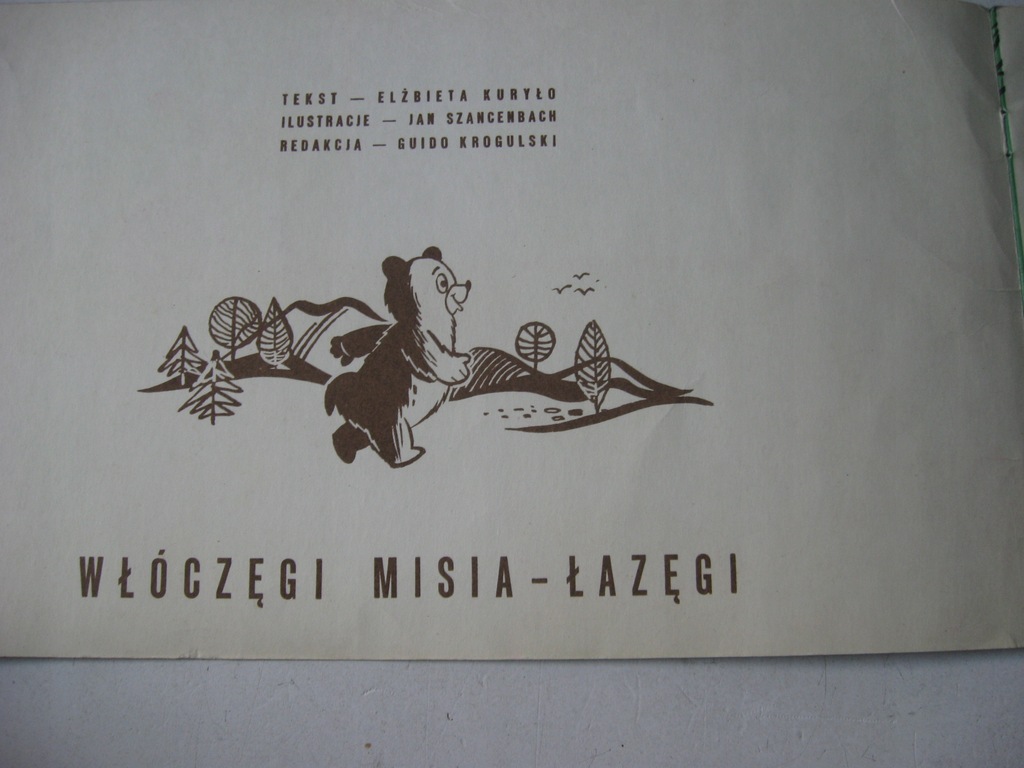 TEKST — ELŻBIETA KURYŁO
ILUSTRACJE — JAN SZANCENBACH
REDAKCJA — GUIDO KROGULSKI
WŁÓCZĘGI MISIA-ŁAZĘGI